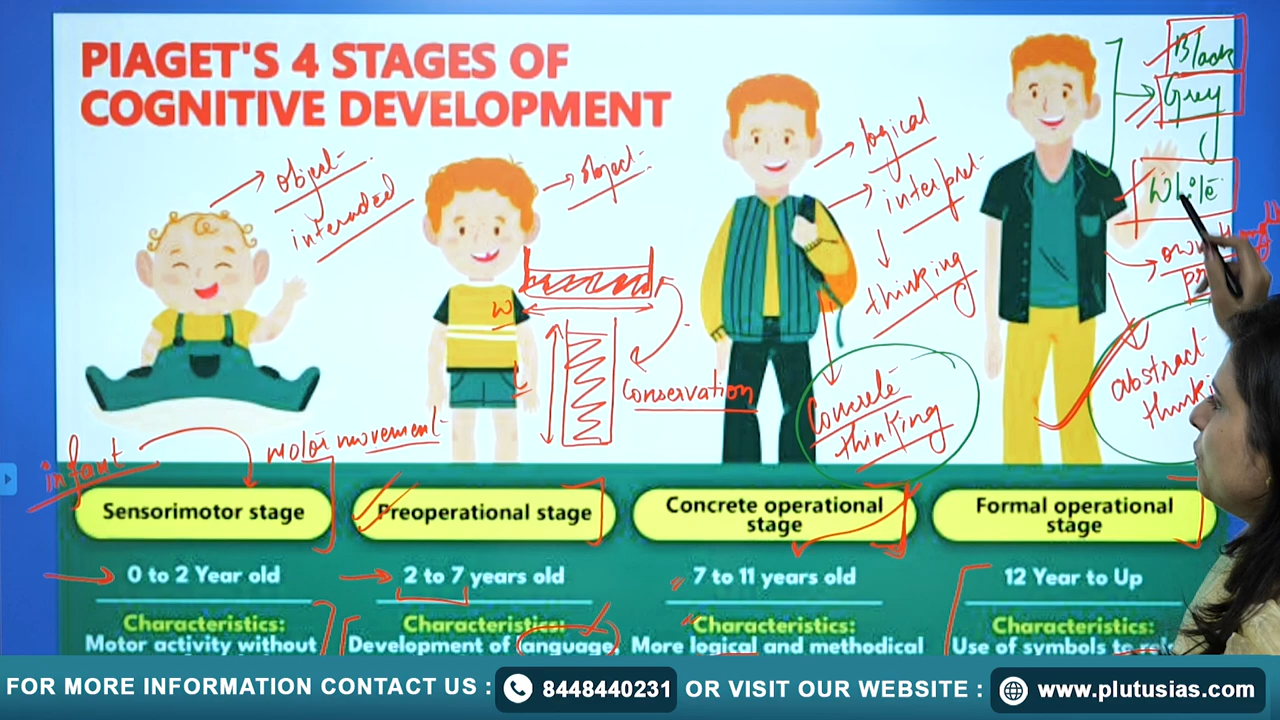 PIAGET'S 4 STAGES OF
COGNITIVE DEVELOPMENT
object
interaded
object
logical
interpret
thinking
Black
Grey
White
own
abstract
W
L
Conservation
Concrete
thinking
infant
motor movement
Sensorimotor stage
0 to 2 Year old
Characteristics:
Motor activity without
Preoperational stage
2 to 7 years old
Characteristics:
Development of language,
Concrete operational
stage
7 to 11 years old
Characteristics:
More logical and methodical
Formal operational
stage
12 Year to Up
Characteristics:
Use of symbols to
FOR MORE INFORMATION CONTACT US : 8448440231 OR VISIT OUR WEBSITE : www.plutusias.com